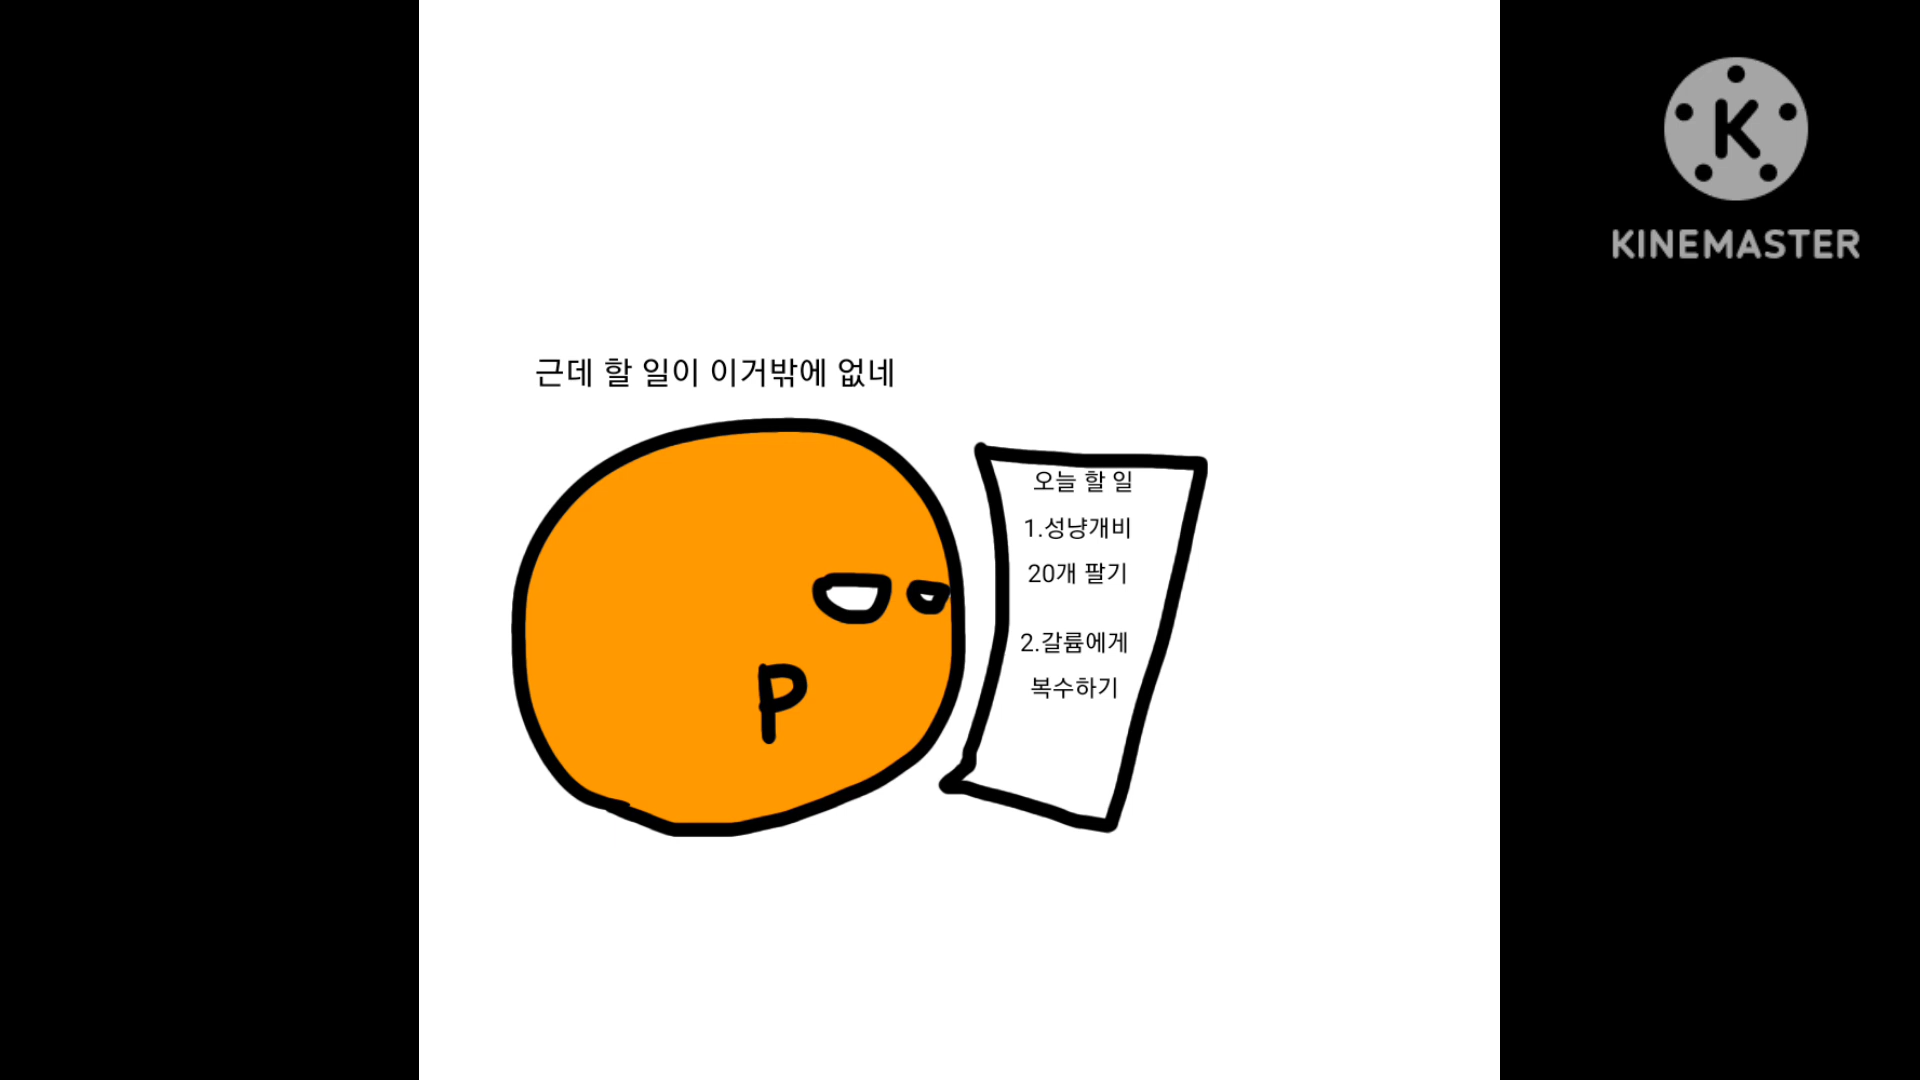 근데 할 일이 이거밖에 없네
오늘 할 일
1.성냥개비
20개 팔기
2.갈륨에게
복수하기
P
K
KINEMASTER